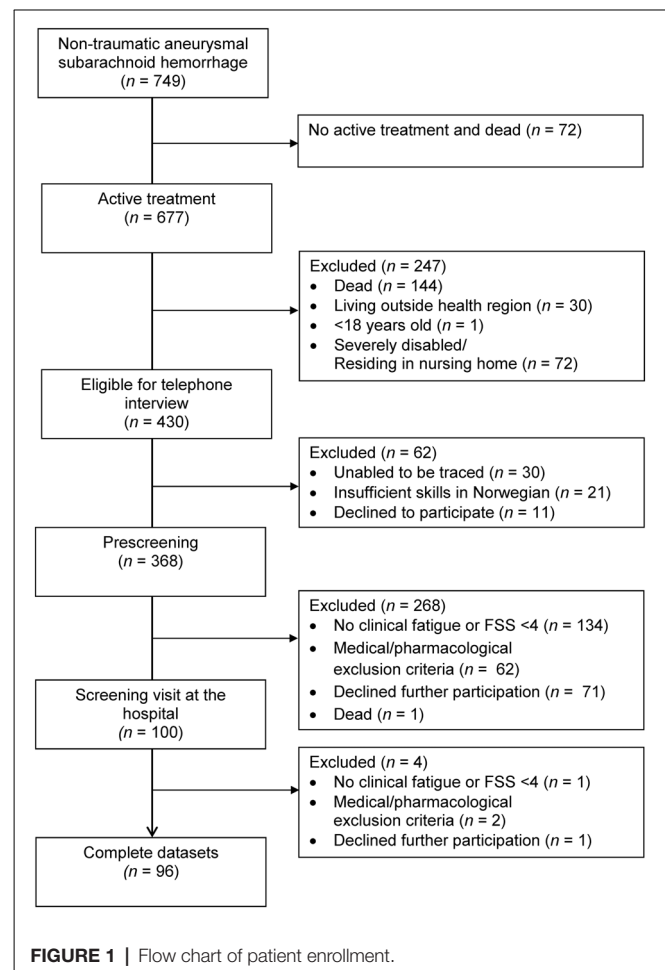 Non-traumatic aneurysmal
subarachnoid hemorrhage
(n = 749)
No active treatment and dead (n = 72)
Active treatment
(n = 677)
Excluded (n = 247)
• Dead (n = 144)
• Living outside health region (n = 30)
• <18 years old (n = 1)
• Severely disabled/
Residing in nursing home (n = 72)
Eligible for telephone
interview
(n = 430)
Excluded (n = 62)
• Unabled to be traced (n = 30)
• Insufficient skills in Norwegian (n = 21)
• Declined to participate (n = 11)
Prescreening
(n = 368)
Excluded (n = 268)
• No clinical fatigue or FSS <4 (n = 134)
• Medical/pharmacological
exclusion criteria (n = 62)
• Declined further participation (n = 71)
• Dead (n = 1)
Screening visit at the
hospital
(n = 100)
Excluded (n = 4)
• No clinical fatigue or FSS <4 (n = 1)
• Medical/pharmacological
exclusion criteria (n = 2)
• Declined further participation (n = 1)
Complete datasets
(n = 96)
FIGURE 1 | Flow chart of patient enrollment.